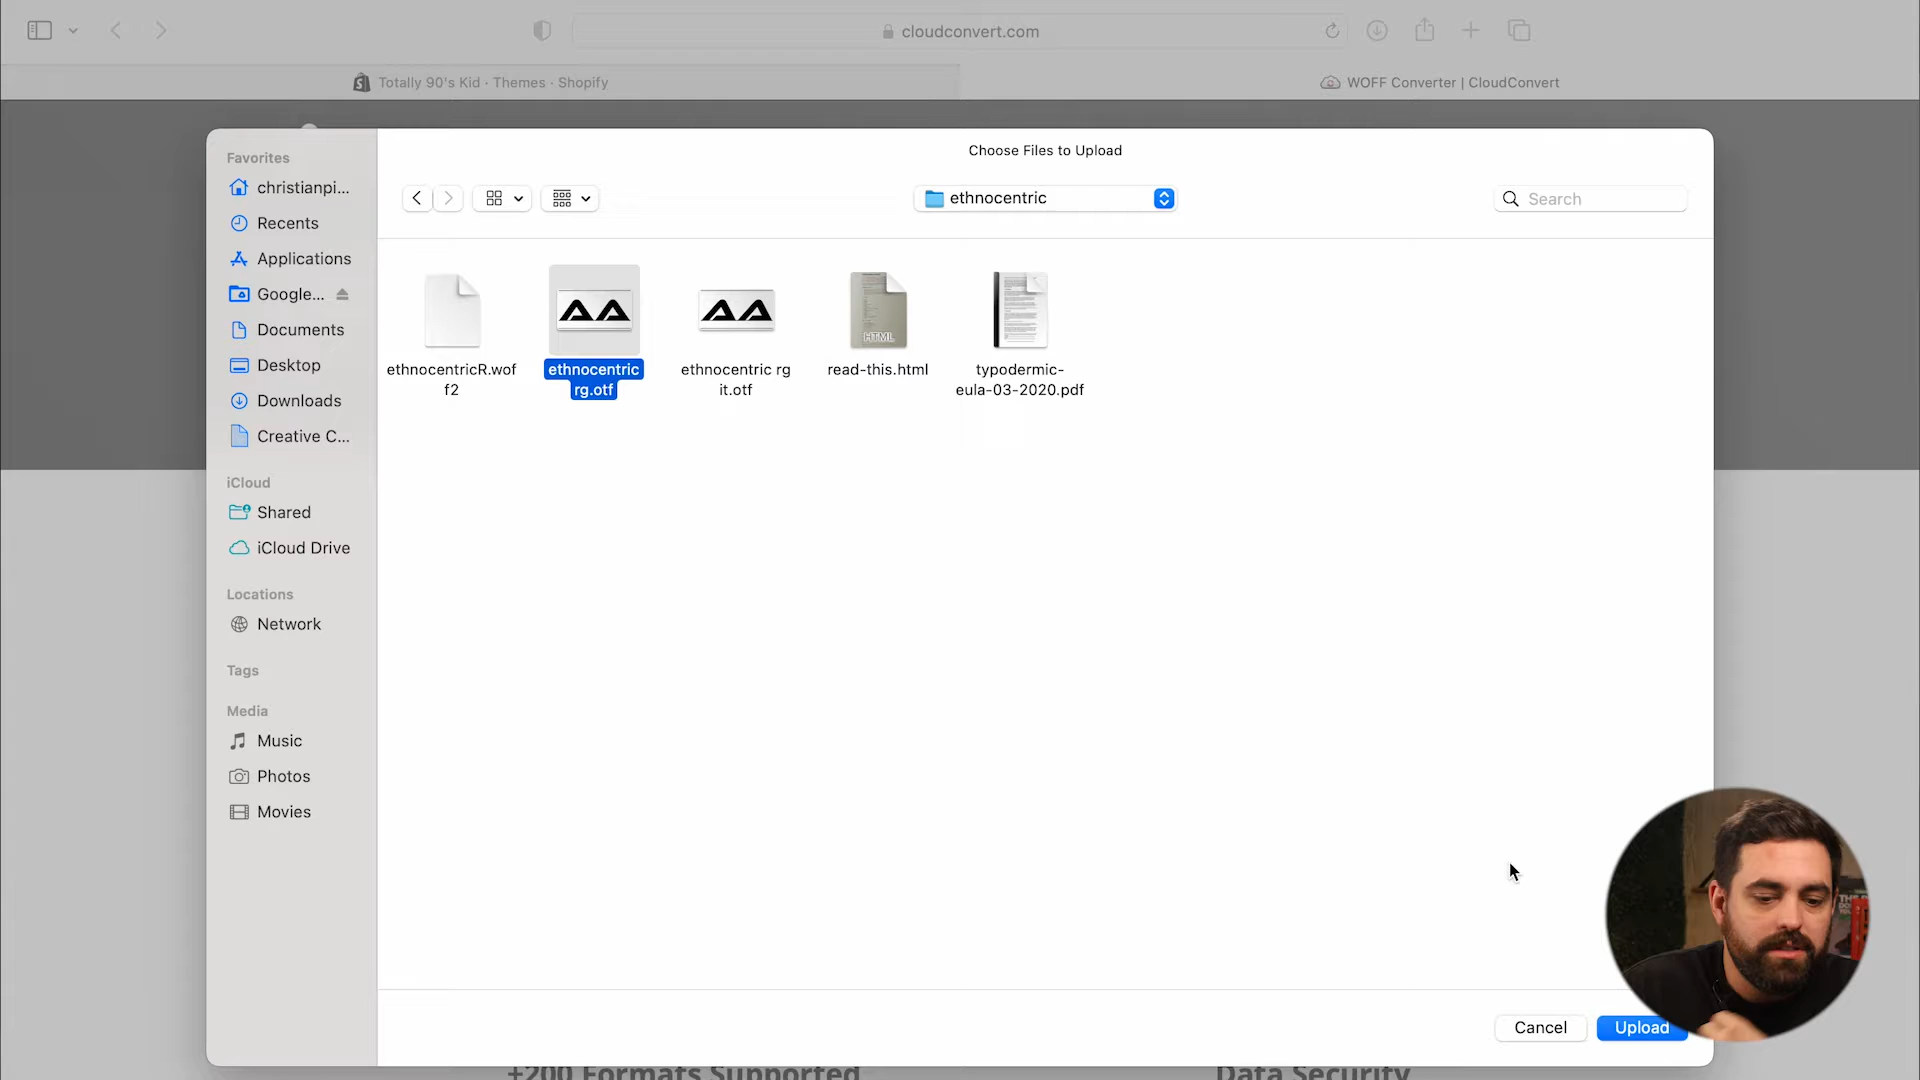 cloudconvert.com
Totally 90's Kid · Themes · Shopify
WOFF Converter | CloudConvert
Choose Files to Upload
ethnocentric
Search
Favorites
christianpi...
Recents
Applications
Google...
Documents
Desktop
Downloads
Creative C...
iCloud
Shared
iCloud Drive
Locations
Network
Tags
Media
Music
Photos
Movies
ethnocentricR.wof
f2
AA
ethnocentric
rg.otf
AA
ethnocentric rg
it.otf
HTML
read-this.html
typodermic-
eula-03-2020.pdf
Cancel
Upload
+200 Formats Supported
Data Security